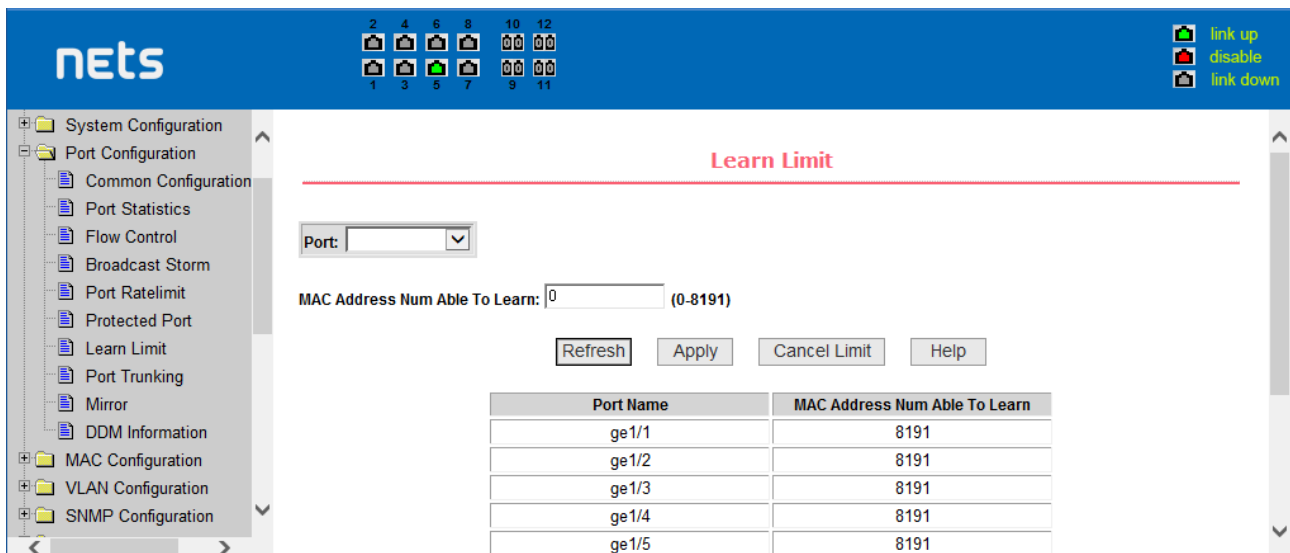 nets
2 4 6 8 10 12
1 3 5 7 9 11
link up
disable
link down
System Configuration
Port Configuration
Common Configuration
Port Statistics
Flow Control
Broadcast Storm
Port Ratelimit
Protected Port
Learn Limit
Port Trunking
Mirror
DDM Information
MAC Configuration
VLAN Configuration
SNMP Configuration
Learn Limit
Port:
MAC Address Num Able To Learn: 0 (0-8191)
Refresh Apply Cancel Limit Help
Port Name MAC Address Num Able To Learn
ge1/1 8191
ge1/2 8191
ge1/3 8191
ge1/4 8191
ge1/5 8191